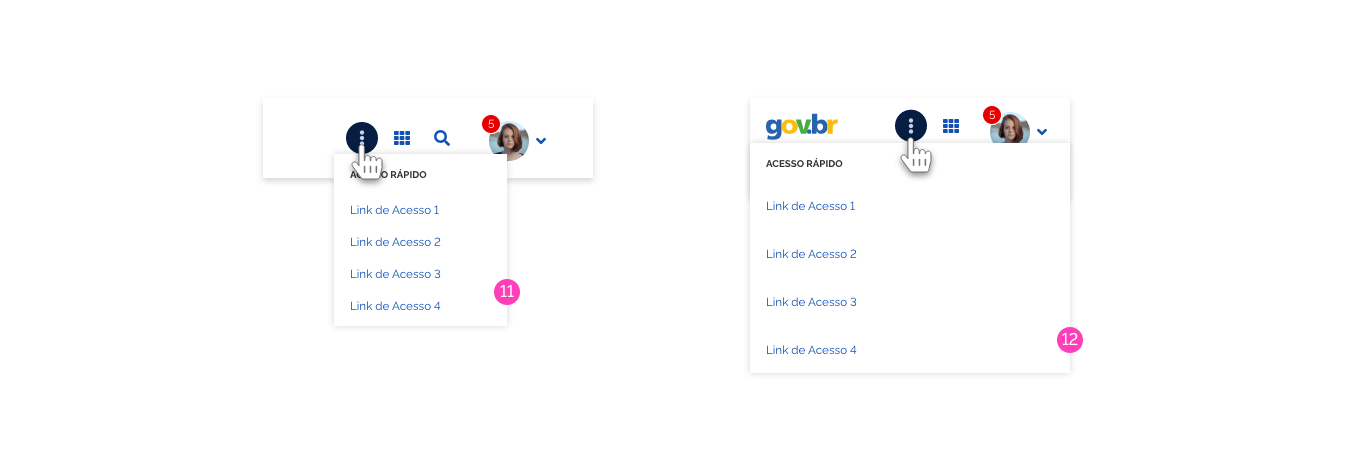 5
ACESSO RÁPIDO
Link de Acesso 1
Link de Acesso 2
Link de Acesso 3
Link de Acesso 4
11
gov.br
5
ACESSO RÁPIDO
Link de Acesso 1
Link de Acesso 2
Link de Acesso 3
Link de Acesso 4
12